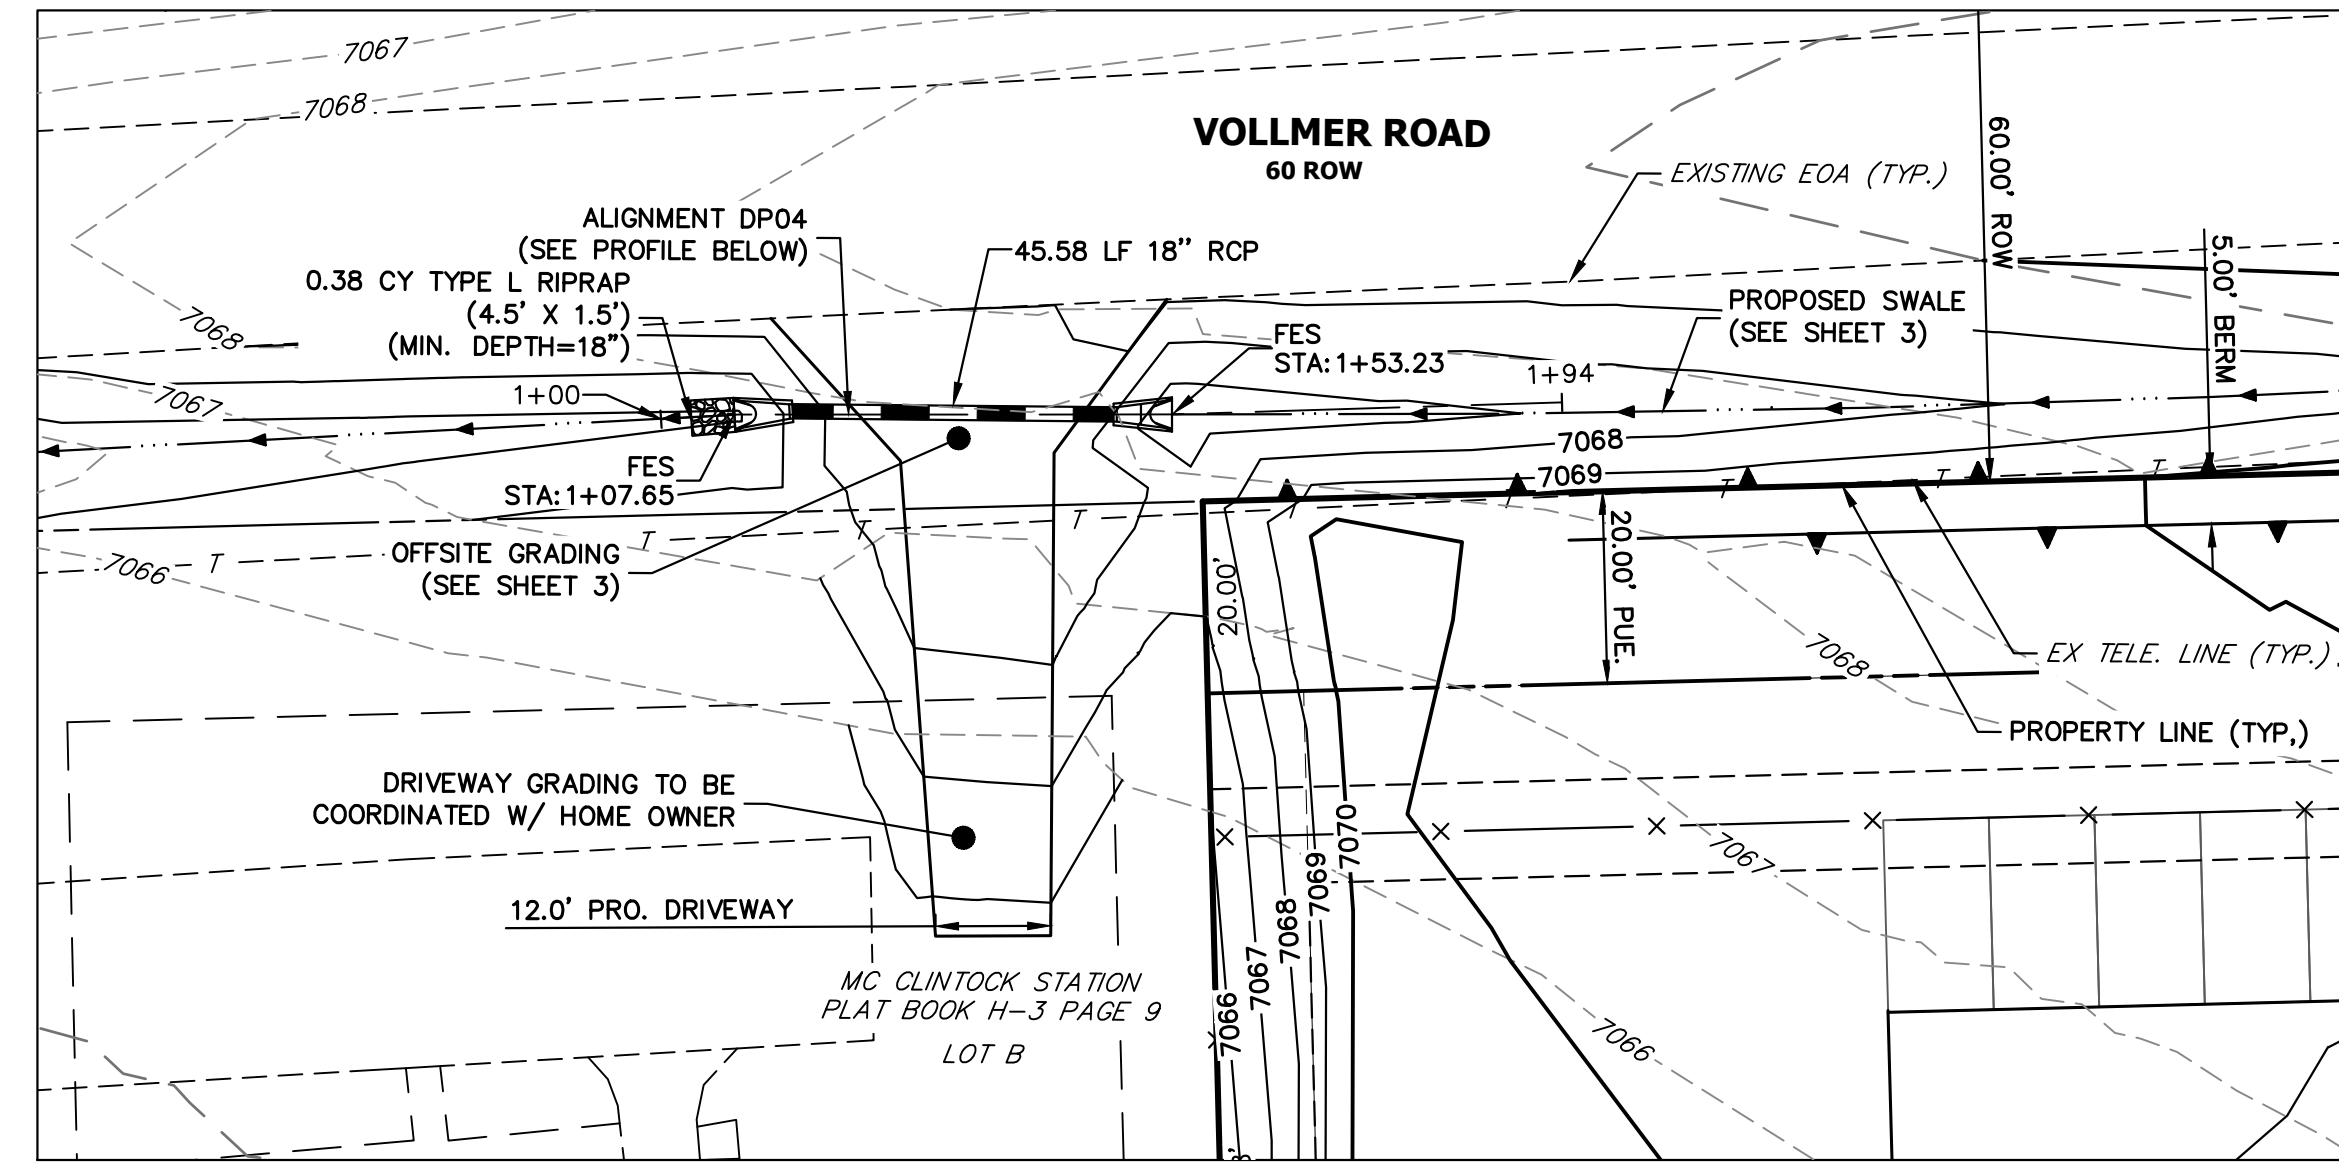 7067
7068
VOLLMER ROAD
60 ROW
60.00' ROW
EXISTING EOA (TYP.)
5.00' BERM
ALIGNMENT DP04
(SEE PROFILE BELOW)
45.58 LF 18" RCP
0.38 CY TYPE L RIPRAP
(4.5' X 1.5')
(MIN. DEPTH=18")
7068
FES
STA:1+53.23
PROPOSED SWALE
(SEE SHEET 3)
1+00
1+94
7067
7068
7069
FES
STA:1+07.65
T
T
T
T
T
T
T
T
T
OFFSITE GRADING
(SEE SHEET 3)
7066
20.00'
20.00' PUE.
7068
EX TELE. LINE (TYP.)
PROPERTY LINE (TYP,)
DRIVEWAY GRADING TO BE
COORDINATED W/ HOME OWNER
7070
7069
7068
7067
7066
7067
12.0' PRO. DRIVEWAY
MC CLINTOCK STATION
PLAT BOOK H-3 PAGE 9
LOT B
7066